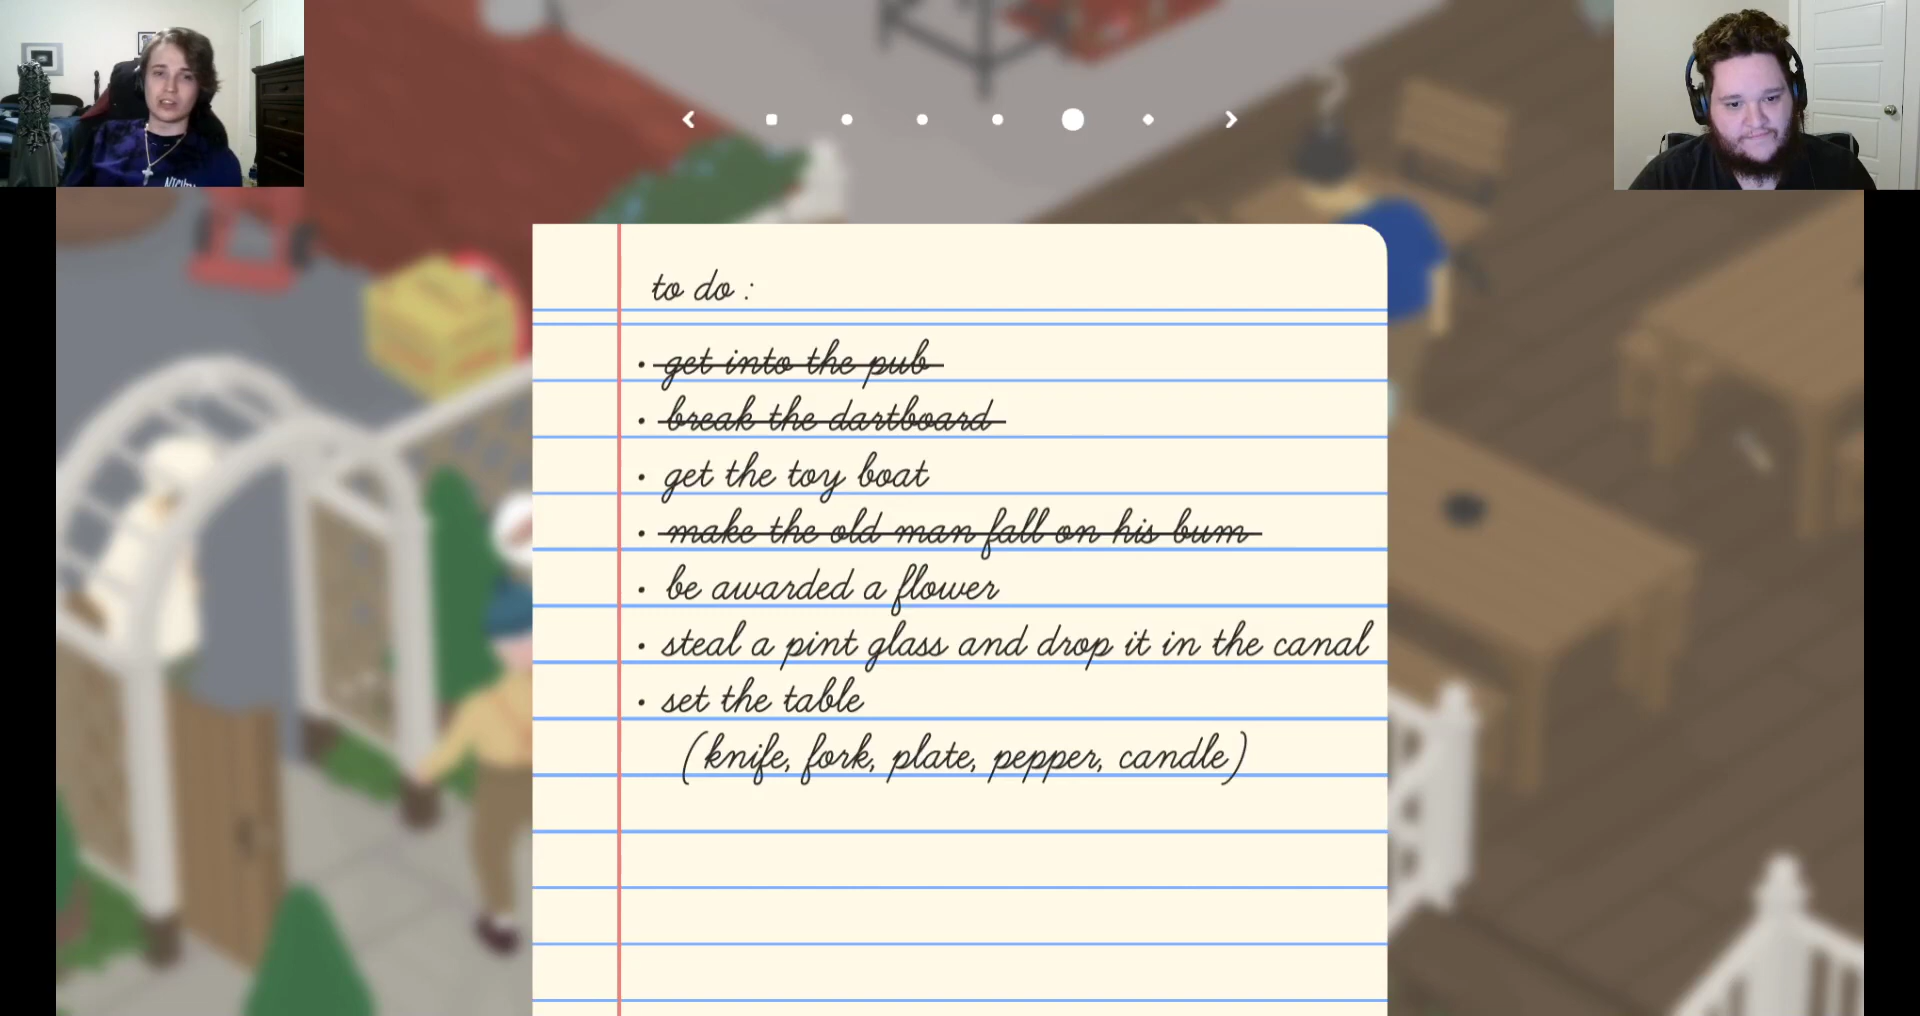 to do :
• get into the pub
• break the dartboard
• get the toy boat
• make the old man fall on his bum
• be awarded a flower
• steal a pint glass and drop it in the canal
• set the table
(knife, fork, plate, pepper, candle)